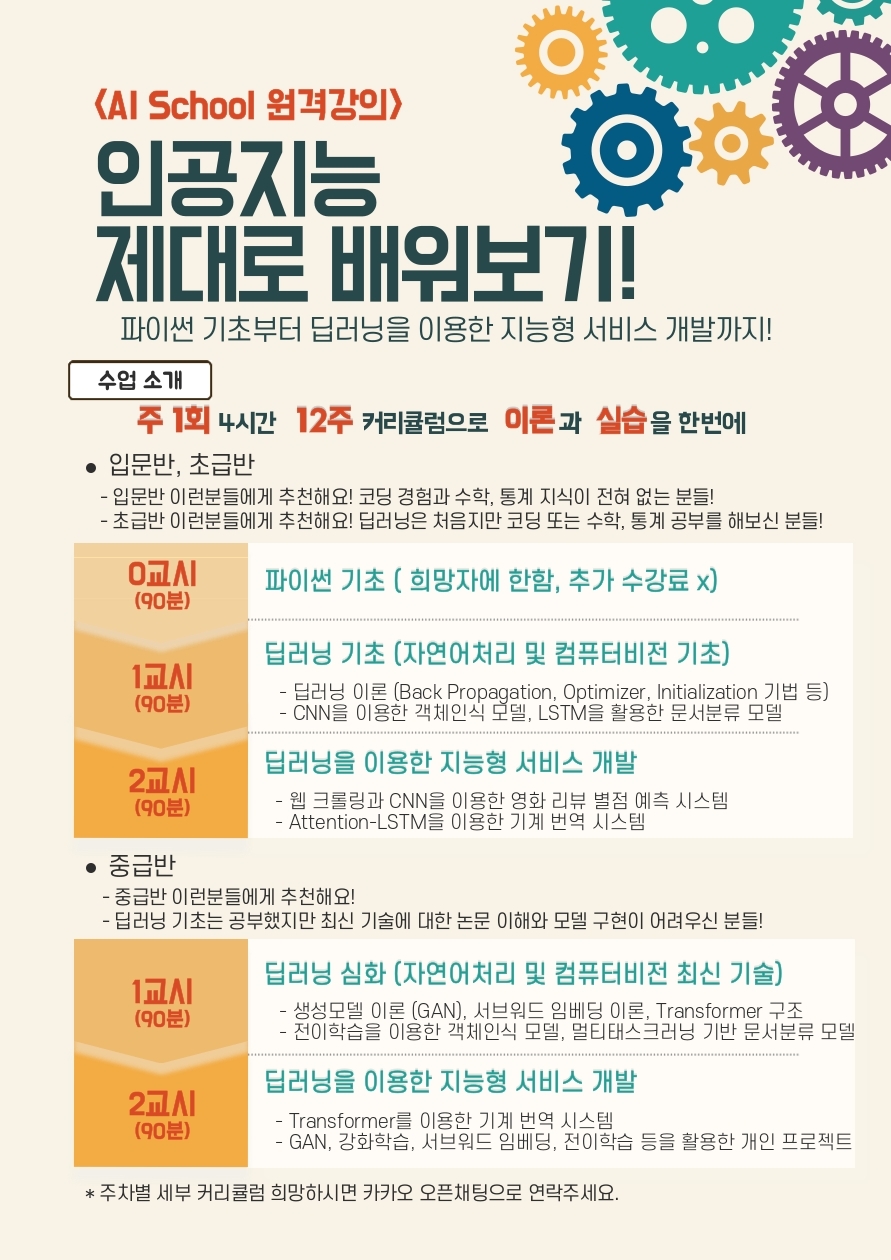 <AI School 원격강의>
인공지능
제대로 배워보기!
파이썬 기초부터 딥러닝을 이용한 지능형 서비스 개발까지!
수업 소개
주 1회 4시간 12주 커리큘럼으로 이론과 실습을 한번에
● 입문반, 초급반
- 입문반 이런분들에게 추천해요! 코딩 경험과 수학, 통계 지식이 전혀 없는 분들!
- 초급반 이런분들에게 추천해요! 딥러닝은 처음지만 코딩 또는 수학, 통계 공부를 해보신 분들!
0교시
(90분)
파이썬 기초 ( 희망자에 한함, 추가 수강료 x)
1교시
(90분)
딥러닝 기초 (자연어처리 및 컴퓨터비전 기초)
- 딥러닝 이론 (Back Propagation, Optimizer, Initialization 기법 등)
- CNN을 이용한 객체인식 모델, LSTM을 활용한 문서분류 모델
2교시
(90분)
딥러닝을 이용한 지능형 서비스 개발
- 웹 크롤링과 CNN을 이용한 영화 리뷰 별점 예측 시스템
- Attention-LSTM을 이용한 기계 번역 시스템
● 중급반
- 중급반 이런분들에게 추천해요!
- 딥러닝 기초는 공부했지만 최신 기술에 대한 논문 이해와 모델 구현이 어려우신 분들!
1교시
(90분)
딥러닝 심화 (자연어처리 및 컴퓨터비전 최신 기술)
- 생성모델 이론 (GAN), 서브워드 임베딩 이론, Transformer 구조
- 전이학습을 이용한 객체인식 모델, 멀티태스크러닝 기반 문서분류 모델
2교시
(90분)
딥러닝을 이용한 지능형 서비스 개발
- Transformer를 이용한 기계 번역 시스템
- GAN, 강화학습, 서브워드 임베딩, 전이학습 등을 활용한 개인 프로젝트
* 주차별 세부 커리큘럼 희망하시면 카카오 오픈채팅으로 연락주세요.